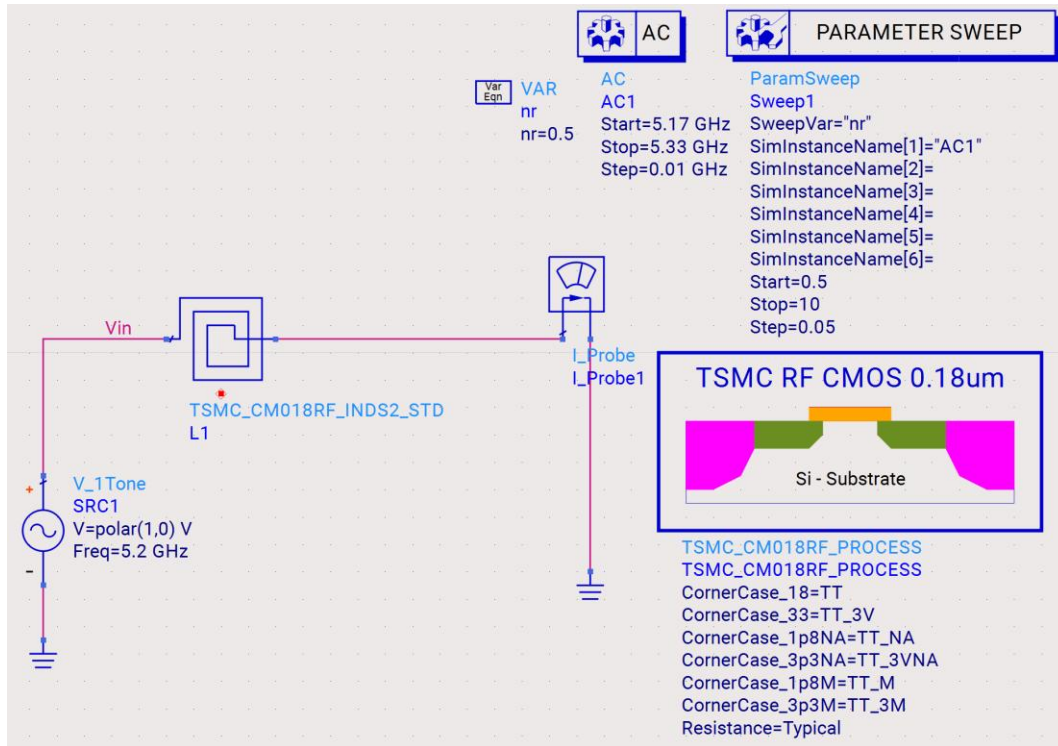 AC
PARAMETER SWEEP
Var
Eqn
VAR
nr
nr=0.5
AC
AC1
Start=5.17 GHz
Stop=5.33 GHz
Step=0.01 GHz
ParamSweep
Sweep1
SweepVar="nr"
SimInstanceName[1]="AC1"
SimInstanceName[2]=
SimInstanceName[3]=
SimInstanceName[4]=
SimInstanceName[5]=
SimInstanceName[6]=
Start=0.5
Stop=10
Step=0.05
Vin
TSMC_CM018RF_INDS2_STD
L1
I_Probe
I_Probe1
+
V_1Tone
SRC1
V=polar(1,0) V
Freq=5.2 GHz
-
TSMC RF CMOS 0.18um
Si - Substrate
TSMC_CM018RF_PROCESS
TSMC_CM018RF_PROCESS
CornerCase_18=TT
CornerCase_33=TT_3V
CornerCase_1p8NA=TT_NA
CornerCase_3p3NA=TT_3VNA
CornerCase_1p8M=TT_M
CornerCase_3p3M=TT_3M
Resistance=Typical